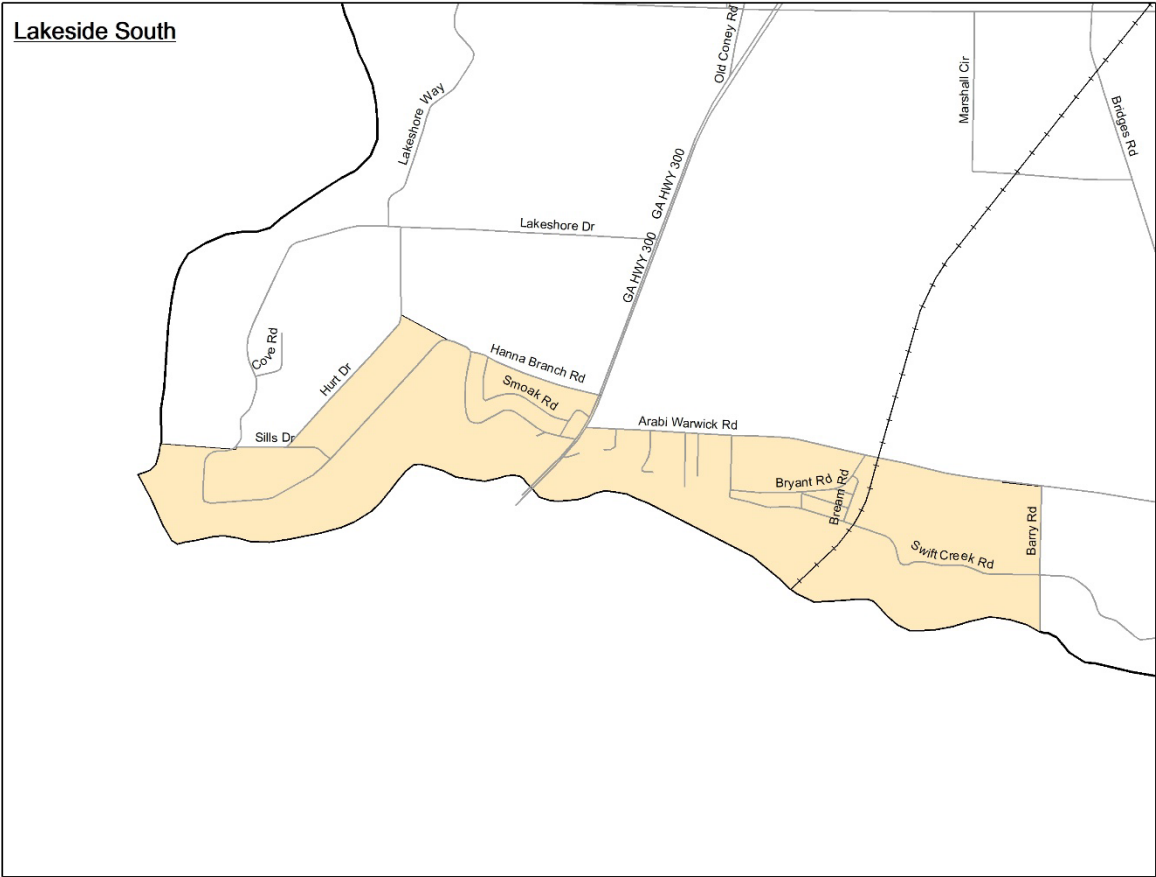 Lakeside South
Old Coney Rd
Lakeshore Way
Marshall Cir
Bridges Rd
GA HWY 300
Lakeshore Dr
GA HWY 300
Cove Rd
Hurt Dr
Hanna Branch Rd
Smoak Rd
Arabi Warwick Rd
Sills Dr
Bryant Rd
Bream Rd
Barry Rd
Swift Creek Rd